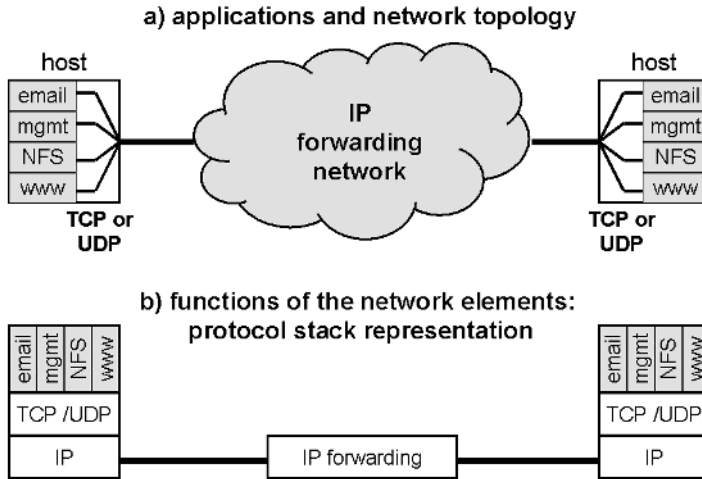 a) applications and network topology
host
host
email
mgmt
NFS
www
TCP or
UDP
IP
forwarding
network
email
mgmt
NFS
www
TCP or
UDP
b) functions of the network elements:
protocol stack representation
email
mgmt
NFS
www
TCP /UDP
IP
IP forwarding
email
mgmt
NFS
www
TCP /UDP
IP